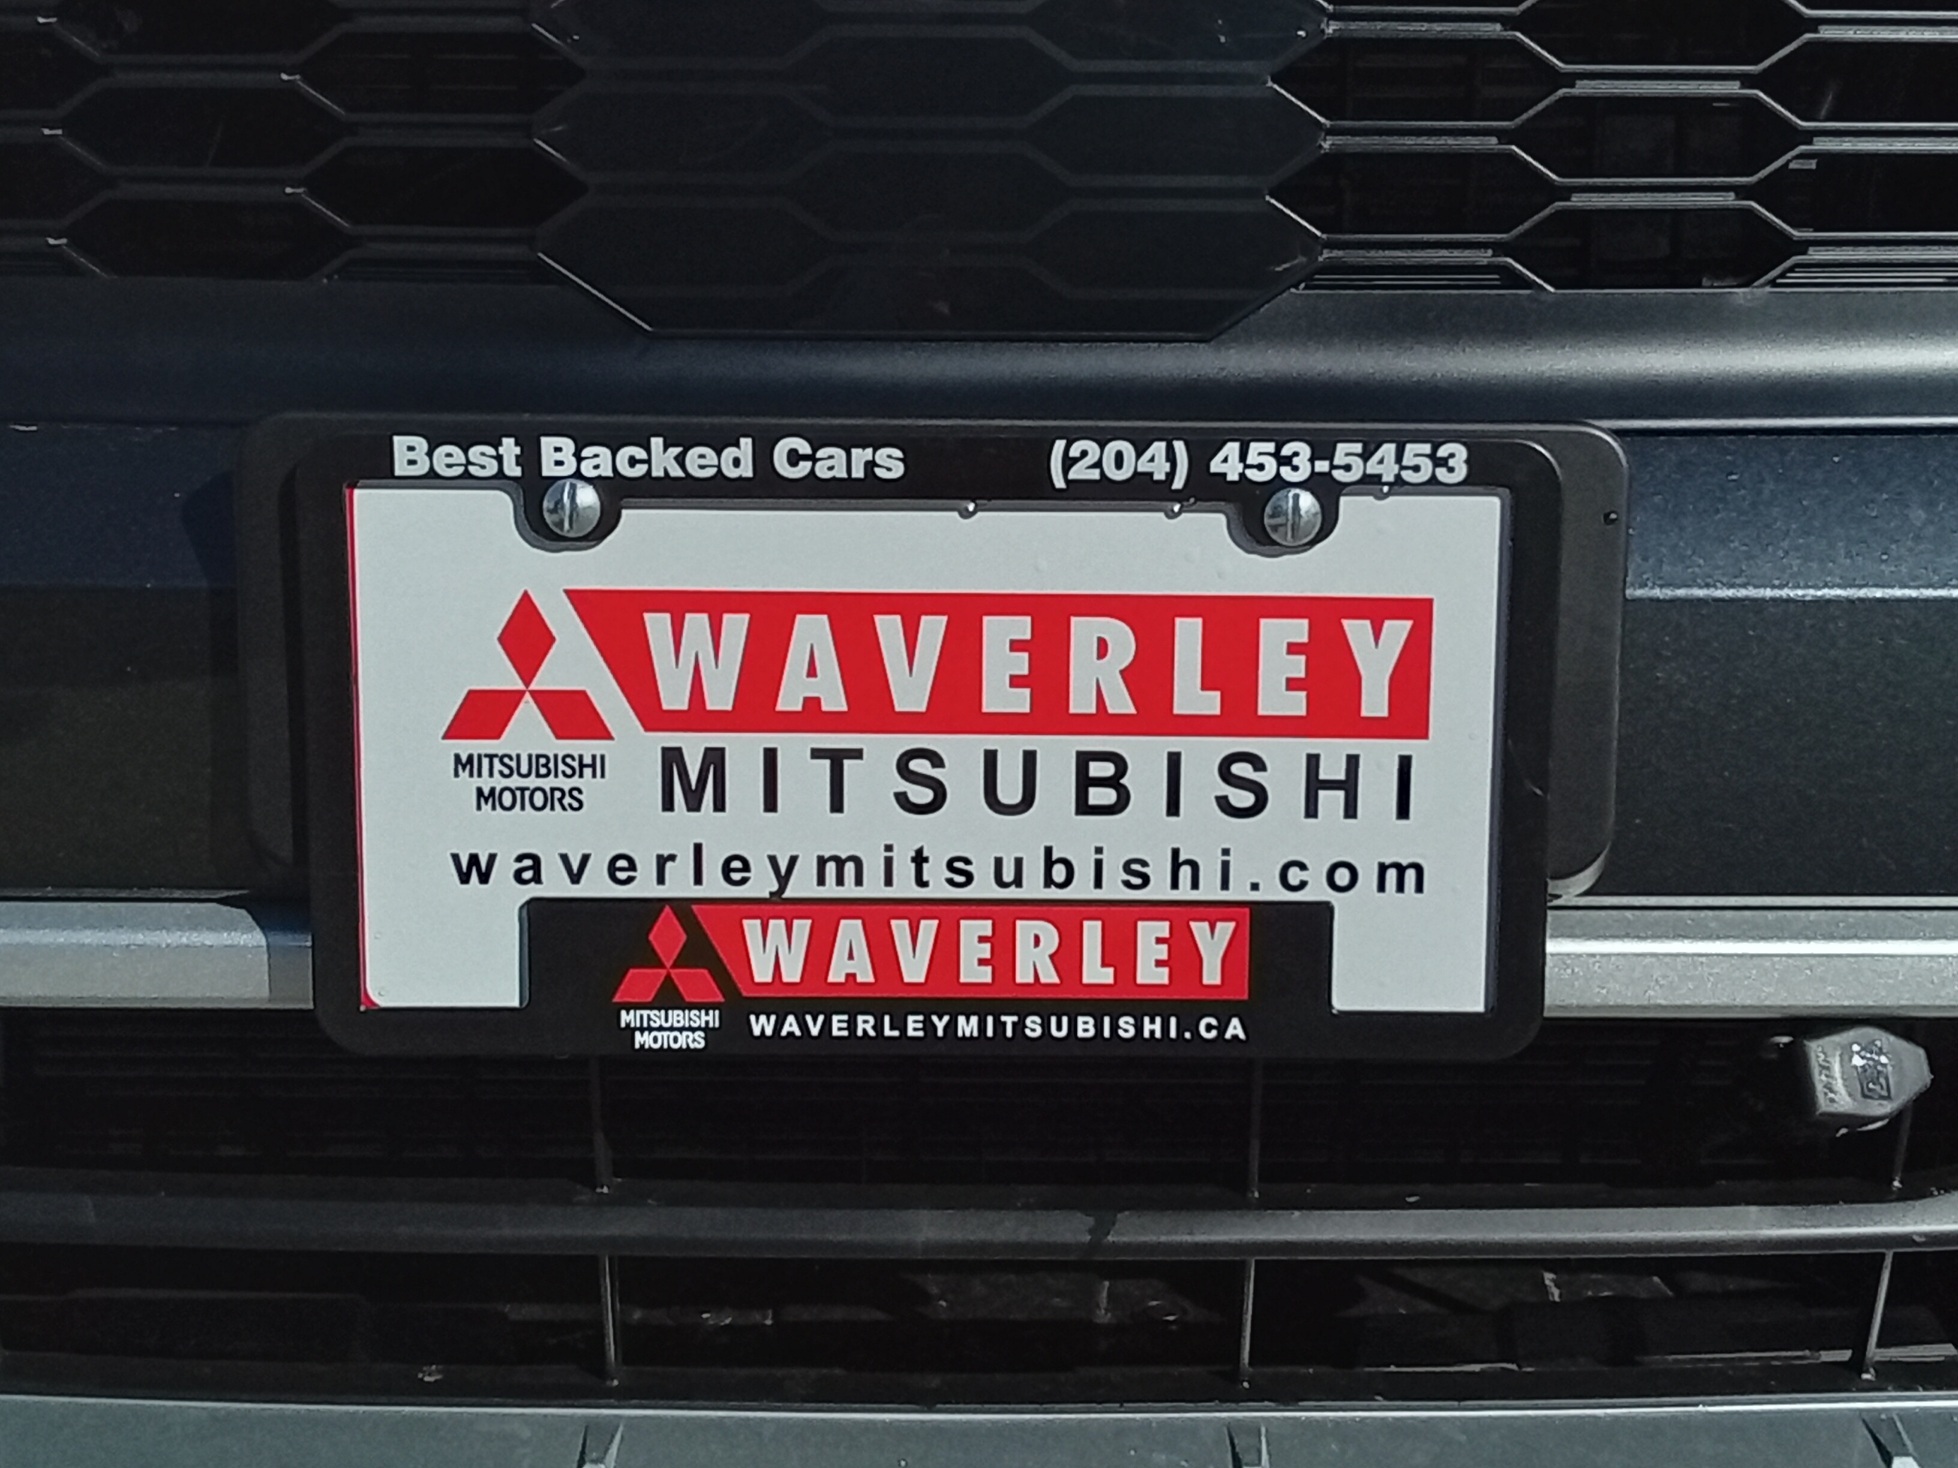 Best Backed Cars (204) 453-5453
WAVERLEY
MITSUBISHI
MITSUBISHI
MOTORS
waverleymitsubishi.com
WAVERLEY
MITSUBISHI
MOTORS
WAVERLEYMITSUBISHI.CA